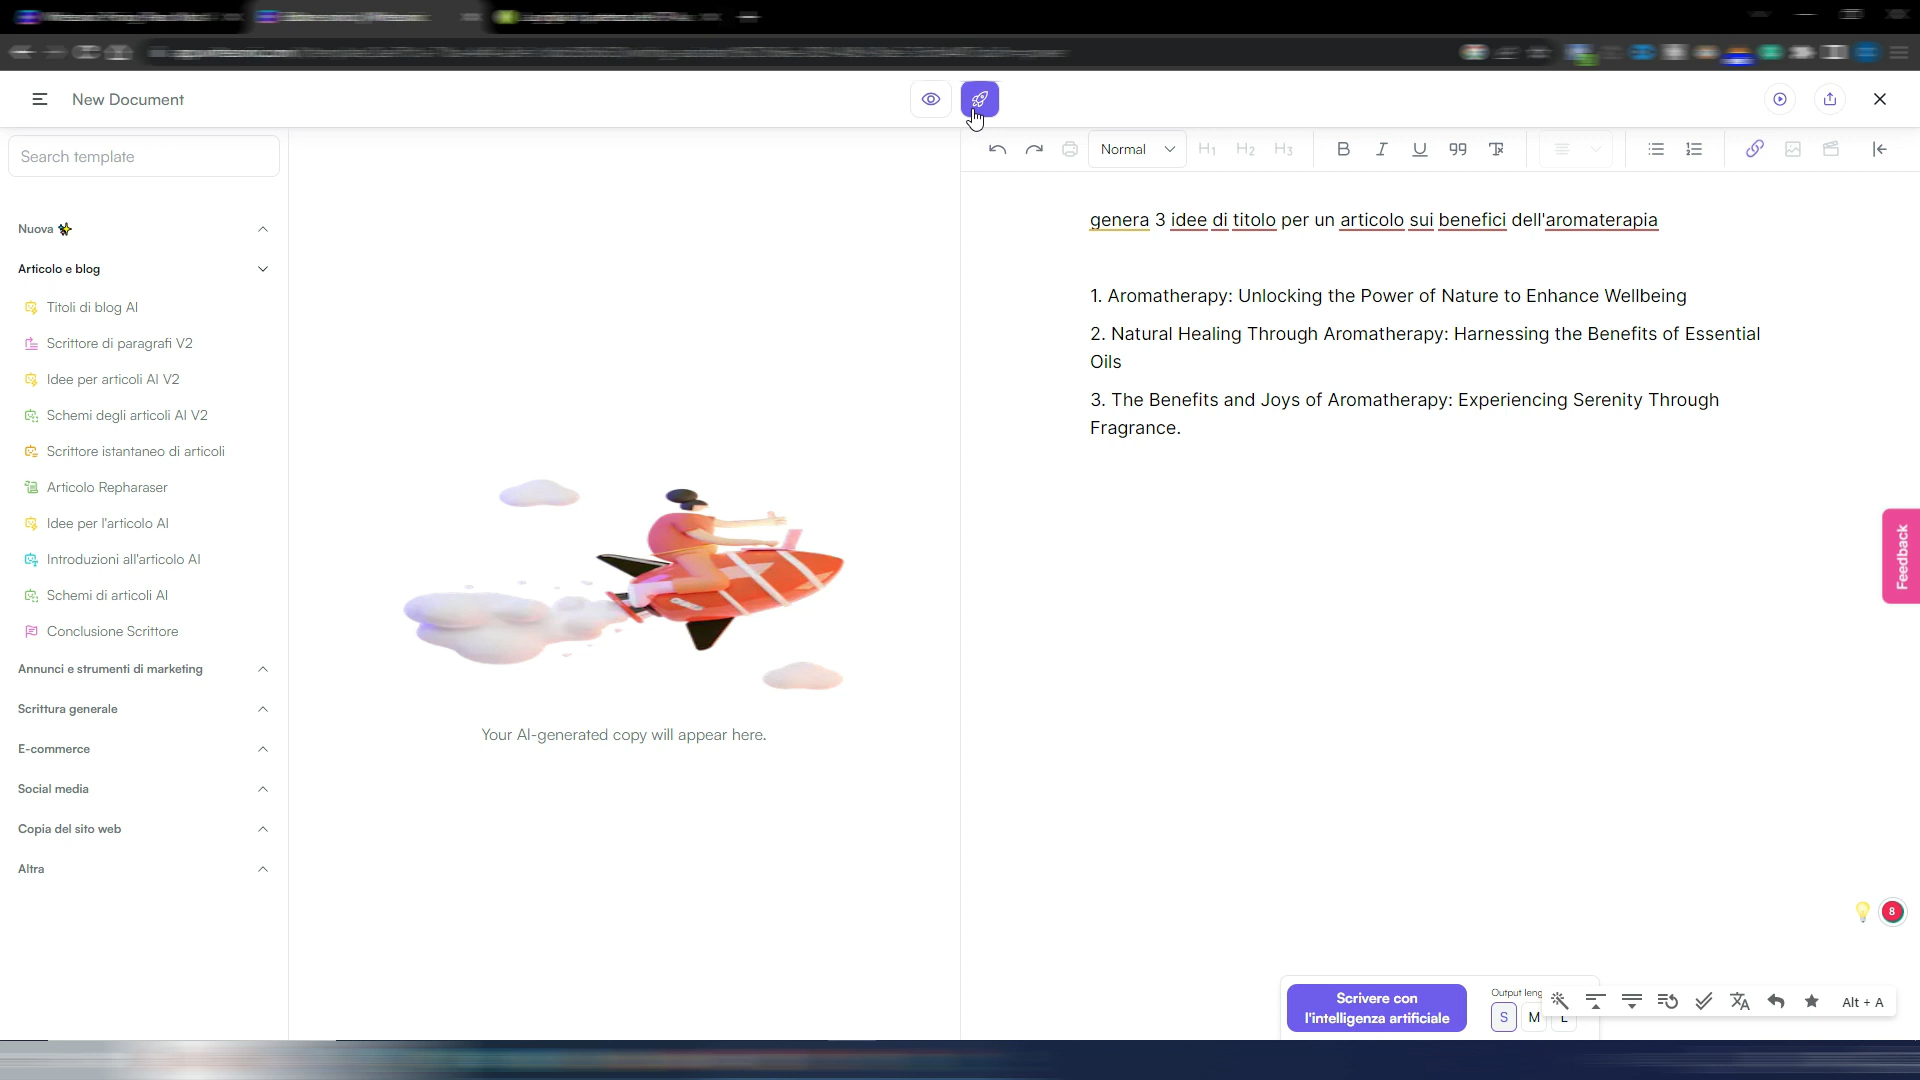 New Document
Search template
Normal
H1
H2
H3
Nuova
Articolo e blog
Titoli di blog AI
Scrittore di paragrafi V2
Idee per articoli AI V2
Schemi degli articoli AI V2
Scrittore istantaneo di articoli
Articolo Repharaser
Idee per l'articolo AI
Introduzioni all'articolo AI
Schemi di articoli AI
Conclusione Scrittore
Annunci e strumenti di marketing
Scrittura generale
E-commerce
Social media
Copia del sito web
Altra
Your AI-generated copy will appear here.
genera 3 idee di titolo per un articolo sui benefici dell'aromaterapia
1. Aromatherapy: Unlocking the Power of Nature to Enhance Wellbeing
2. Natural Healing Through Aromatherapy: Harnessing the Benefits of Essential
Oils
3. The Benefits and Joys of Aromatherapy: Experiencing Serenity Through
Fragrance.
Feedback
8
Scrivere con
l'intelligenza artificiale
Output leng
S
M
L
Alt + A